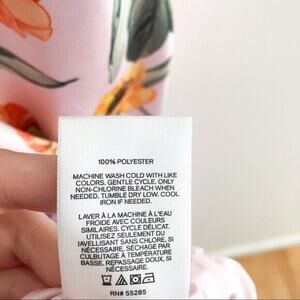 100% POLYESTER
MACHINE WASH COLD WITH LIKE
COLORS. GENTLE CYCLE. ONLY
NON-CHLORINE BLEACH WHEN
NEEDED. TUMBLE DRY LOW. COOL
IRON IF NEEDED.
LAVER À LA MACHINE À L'EAU
FROIDE AVEC COULEURS
SIMILAIRES. CYCLE DÉLICAT.
UTILISEZ SEULEMENT DU
JAVELLISANT SANS CHLORE, SI
NÉCESSAIRE. SÉCHAGE PAR
CULBUTAGE À TEMPÉRATURE
BASSE, REPASSAGE DOUX, SI
NÉCESSAIRE.
RN# 55285